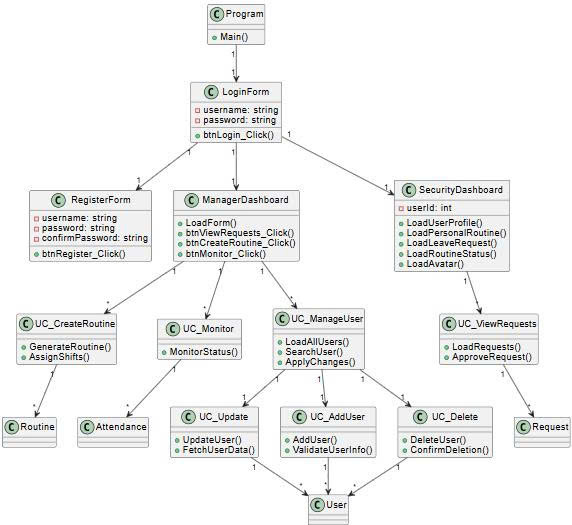 C Program
Main()
1
1
C LoginForm
username: string
password: string
btnLogin_Click()
1
1
1
1
1
1
C RegisterForm
username: string
password: string
confirmPassword: string
btnRegister_Click()
C ManagerDashboard
LoadForm()
btnViewRequests_Click()
btnCreateRoutine_Click()
btnMonitor_Click()
C SecurityDashboard
userId: int
LoadUserProfile()
LoadPersonalRoutine()
LoadLeaveRequest()
LoadRoutineStatus()
LoadAvatar()
1
1
1
1
*
*
*
*
C UC_CreateRoutine
GenerateRoutine()
AssignShifts()
C UC_Monitor
MonitorStatus()
C UC_ManageUser
LoadAllUsers()
SearchUser()
ApplyChanges()
C UC_ViewRequests
LoadRequests()
ApproveRequest()
1
1
1
1
1
1
*
*
1
1
1
*
C Routine
C Attendance
C UC_Update
UpdateUser()
FetchUserData()
C UC_AddUser
AddUser()
ValidateUserInfo()
C UC_Delete
DeleteUser()
ConfirmDeletion()
C Request
1
1
1
*
*
*
C User